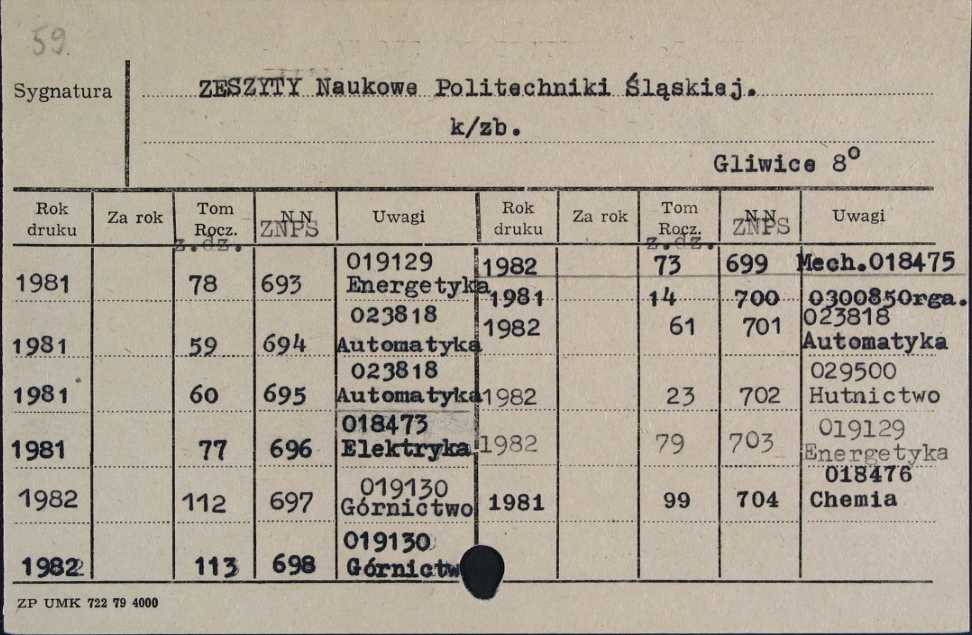 59.
Sygnatura ZESZYTY Naukowe Politechniki Śląskiej.
k/zb.
Gliwice 8°
Rok druku Za rok Tom Rocz. z.dz. N.N ZNPS Uwagi Rok druku Za rok Tom Rocz. z.dz. N.N ZNPS Uwagi
1981 78 693 019129 Energetyka 1982 73 699 Mech.018475
1981 14 700 0300850rga.
1981 59 694 023818 Automatyka 1982 61 701 023818 Automatyka
1981 60 695 023818 Automatyka 1982 23 702 029500 Hutnictwo
1981 77 696 018473 Elektryka 1982 79 703 019129 Energetyka
1982 112 697 019130 Górnictwo 1981 99 704 018476 Chemia
1982 113 698 019130 Górnictw
ZP UMK 722 79 4000